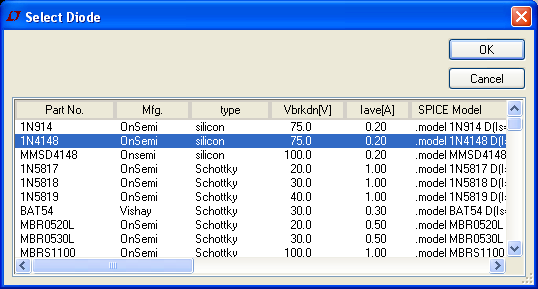 Select Diode
OK
Cancel
Part No. Mfg. type Vbrkdn[V] Iave[A] SPICE Model
1N914 OnSemi silicon 75.0 0.20 .model 1N914 D(Is=
1N4148 OnSemi silicon 75.0 0.20 .model 1N4148 D(Is=
MMSD4148 Onsemi silicon 100.0 0.20 .model MMSD4148
1N5817 OnSemi Schottky 20.0 1.00 .model 1N5817 D(Is=
1N5818 OnSemi Schottky 30.0 1.00 .model 1N5818 D(Is=
1N5819 OnSemi Schottky 40.0 1.00 .model 1N5819 D(Is=
BAT54 Vishay Schottky 30.0 0.30 .model BAT54 D(Is=
MBR0520L OnSemi Schottky 20.0 0.50 .model MBR0520L
MBR0530L OnSemi Schottky 30.0 0.50 .model MBR0530L
MBRS1100 OnSemi Schottky 100.0 1.00 .model MBRS1100